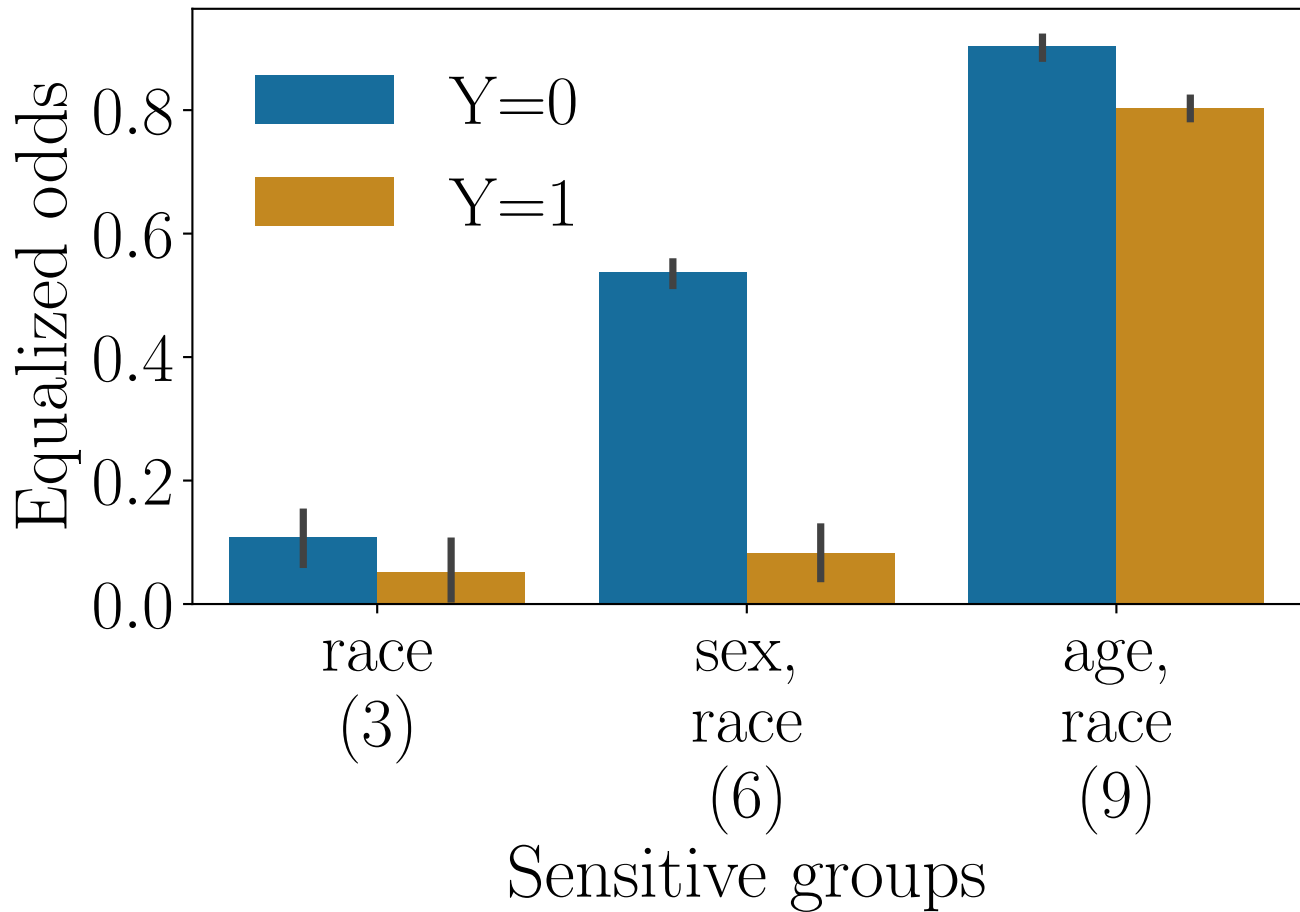 Equalized odds
0.8
0.6
0.4
0.2
0.0
Y=0
Y=1
race
(3)
sex,
race
(6)
age,
race
(9)
Sensitive groups